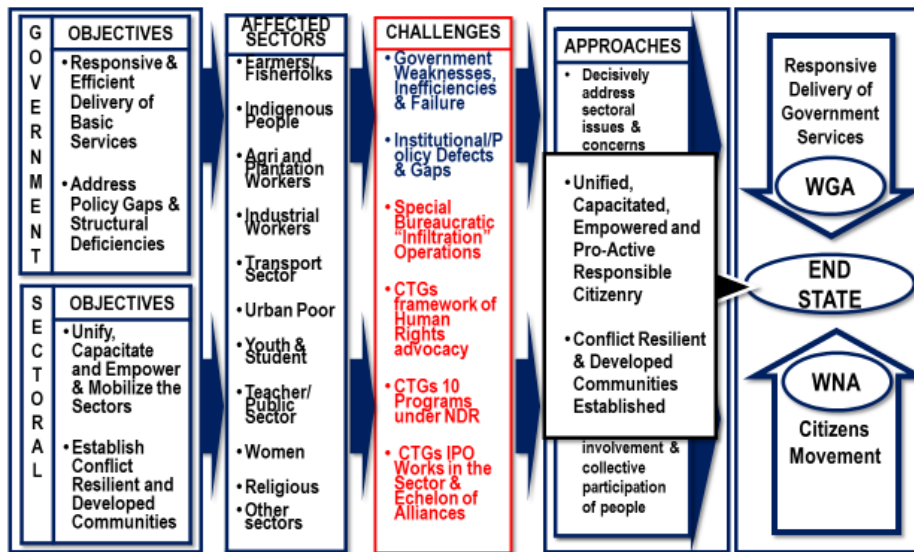 GOVERNMENT
OBJECTIVES
• Responsive &
Efficient
Delivery of
Basic
Services
• Address
Policy Gaps &
Structural
Deficiencies
SECTORAL
OBJECTIVES
• Unify,
Capacitate
and Empower
& Mobilize the
Sectors
• Establish
Conflict
Resilient and
Developed
Communities
AFFECTED
SECTORS
• Farmers/
Fisherfolks
• Indigenous
People
• Agri and
Plantation
Workers
• Industrial
Workers
• Transport
Sector
• Urban Poor
• Youth &
Student
• Teacher/
Public
Sector
• Women
• Religious
• Other
sectors
CHALLENGES
• Government
Weaknesses,
Inefficiencies
& Failure
• Institutional/P
olicy Defects
& Gaps
• Special
Bureaucratic
"Infiltration"
Operations
• CTGs
framework of
Human
Rights
advocacy
• CTGs 10
Programs
under NDR
• CTGs IPO
Works in the
Sector &
Echelon of
Alliances
APPROACHES
• Decisively
address
sectoral
issues &
concerns
• Unified,
Capacitated,
Empowered and
Pro-Active
Responsible
Citizenry
• Conflict Resilient
& Developed
Communities
Established
involvement &
collective
participation
of people
Responsive
Delivery of
Government
Services
WGA
END
STATE
WNA
Citizens
Movement